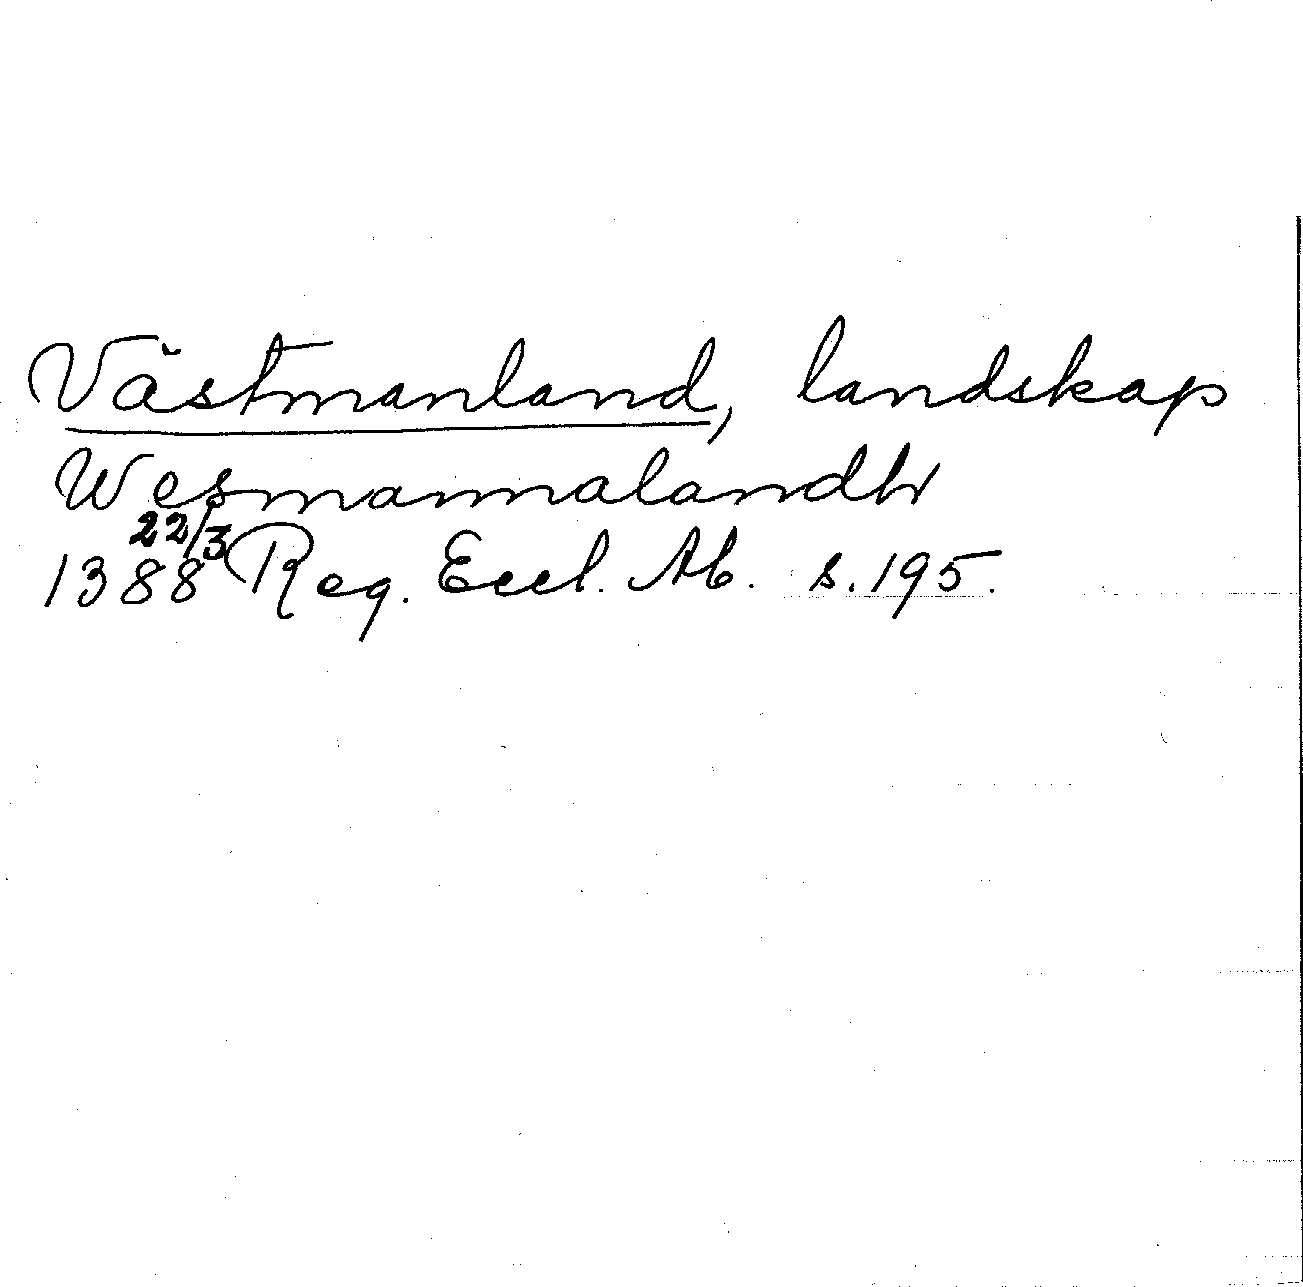 Västmanland, landskap
Wesmannalandh
1388 22/3 Reg. Eccl. Ab. s. 195.